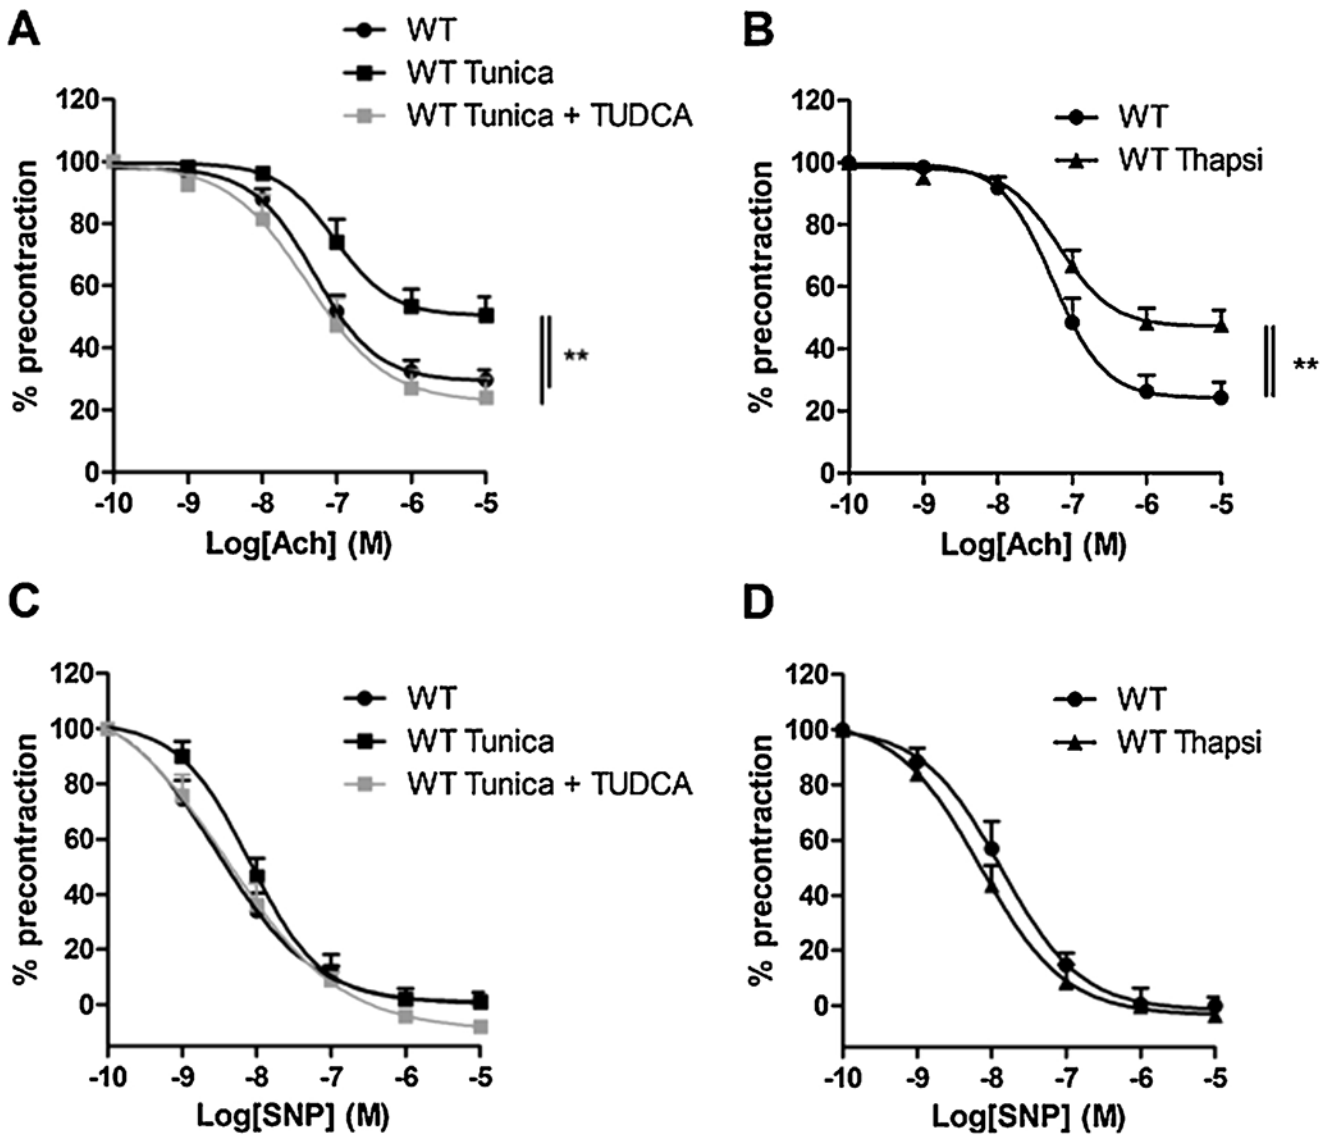 A
WT
WT Tunica
WT Tunica + TUDCA
120
100
80
60
40
20
0
% precontraction
-10 -9 -8 -7 -6 -5
Log[Ach] (M)
**
B
WT
WT Thapsi
120
100
80
60
40
20
0
% precontraction
-10 -9 -8 -7 -6 -5
Log[Ach] (M)
**
C
WT
WT Tunica
WT Tunica + TUDCA
120
100
80
60
40
20
0
% precontraction
-10 -9 -8 -7 -6 -5
Log[SNP] (M)
D
WT
WT Thapsi
120
100
80
60
40
20
0
% precontraction
-10 -9 -8 -7 -6 -5
Log[SNP] (M)